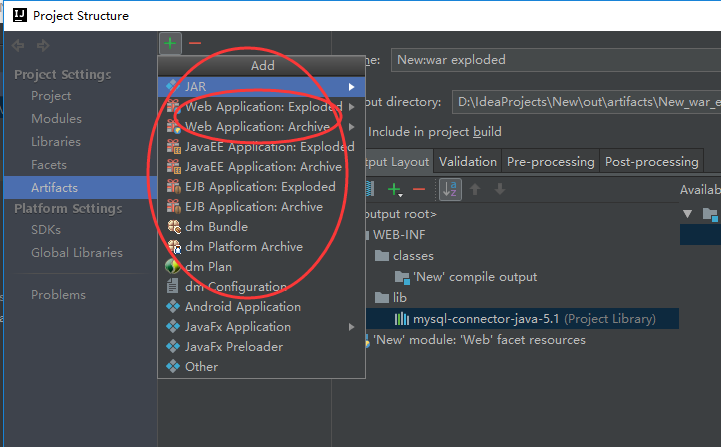 Project Structure
Project Settings
Project
Modules
Libraries
Facets
Artifacts
Platform Settings
SDKs
Global Libraries
Problems
Add
JAR
Web Application: Exploded
Web Application: Archive
JavaEE Application: Exploded
JavaEE Application: Archive
EJB Application: Exploded
EJB Application: Archive
dm Bundle
dm Platform Archive
dm Plan
dm Configuration
Android Application
JavaFx Application
JavaFx Preloader
Other
me: New:war exploded
put directory: D:\IdeaProjects\New\out\artifacts\New_war_e
Include in project build
tput Layout Validation Pre-processing Post-processing
Availab
output root>
WEB-INF
classes
'New' compile output
lib
mysql-connector-java-5.1 (Project Library)
'New' module: 'Web' facet resources